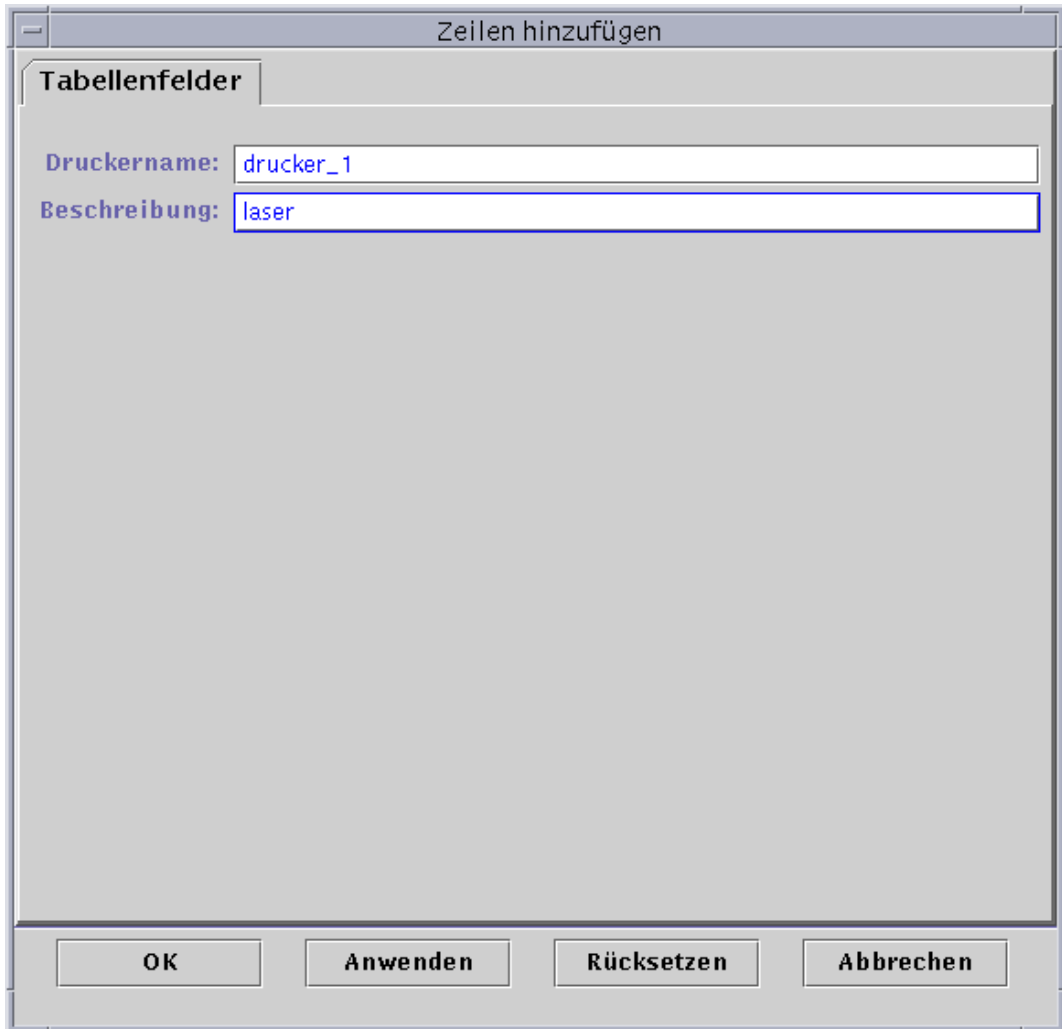 Zeilen hinzufügen
Tabellenfelder
Druckername: drucker_1
Beschreibung: laser
OK Anwenden Rücksetzen Abbrechen